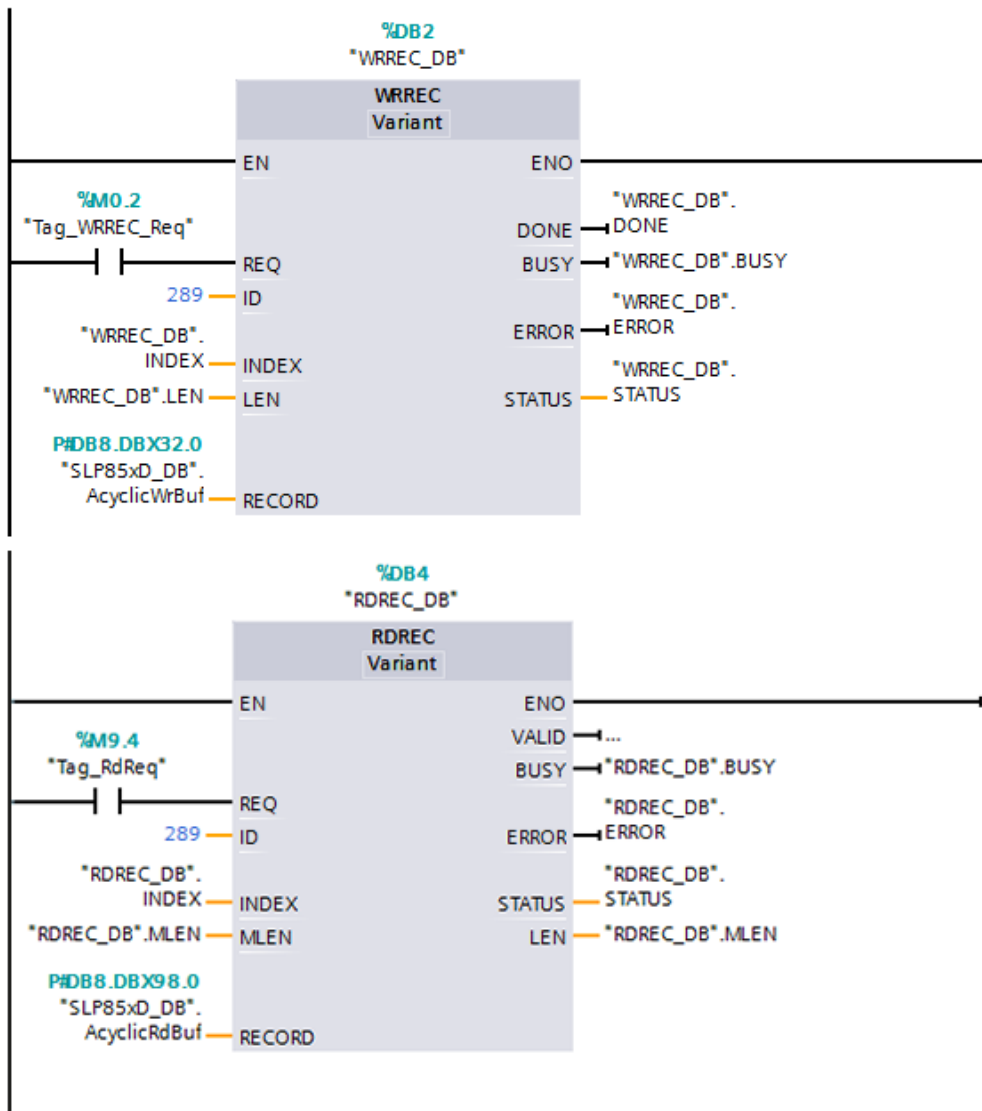 %DB2
"WRREC_DB"
WRREC
Variant
EN
ENO
%M0.2
"Tag_WRREC_Req"
"WRREC_DB".
DONE
DONE
REQ
BUSY
"WRREC_DB".BUSY
289
ID
"WRREC_DB".
ERROR
ERROR
"WRREC_DB".
INDEX
INDEX
"WRREC_DB".LEN
LEN
"WRREC_DB".
STATUS
STATUS
P#DB8.DBX32.0
"SLP85xD_DB".
AcyclicWrBuf
RECORD
%DB4
"RDREC_DB"
RDREC
Variant
EN
ENO
VALID
...
%M9.4
"Tag_RdReq"
BUSY
"RDREC_DB".BUSY
REQ
289
ID
"RDREC_DB".
ERROR
ERROR
"RDREC_DB".
INDEX
INDEX
"RDREC_DB".
STATUS
STATUS
"RDREC_DB".MLEN
MLEN
LEN
"RDREC_DB".MLEN
P#DB8.DBX98.0
"SLP85xD_DB".
AcyclicRdBuf
RECORD